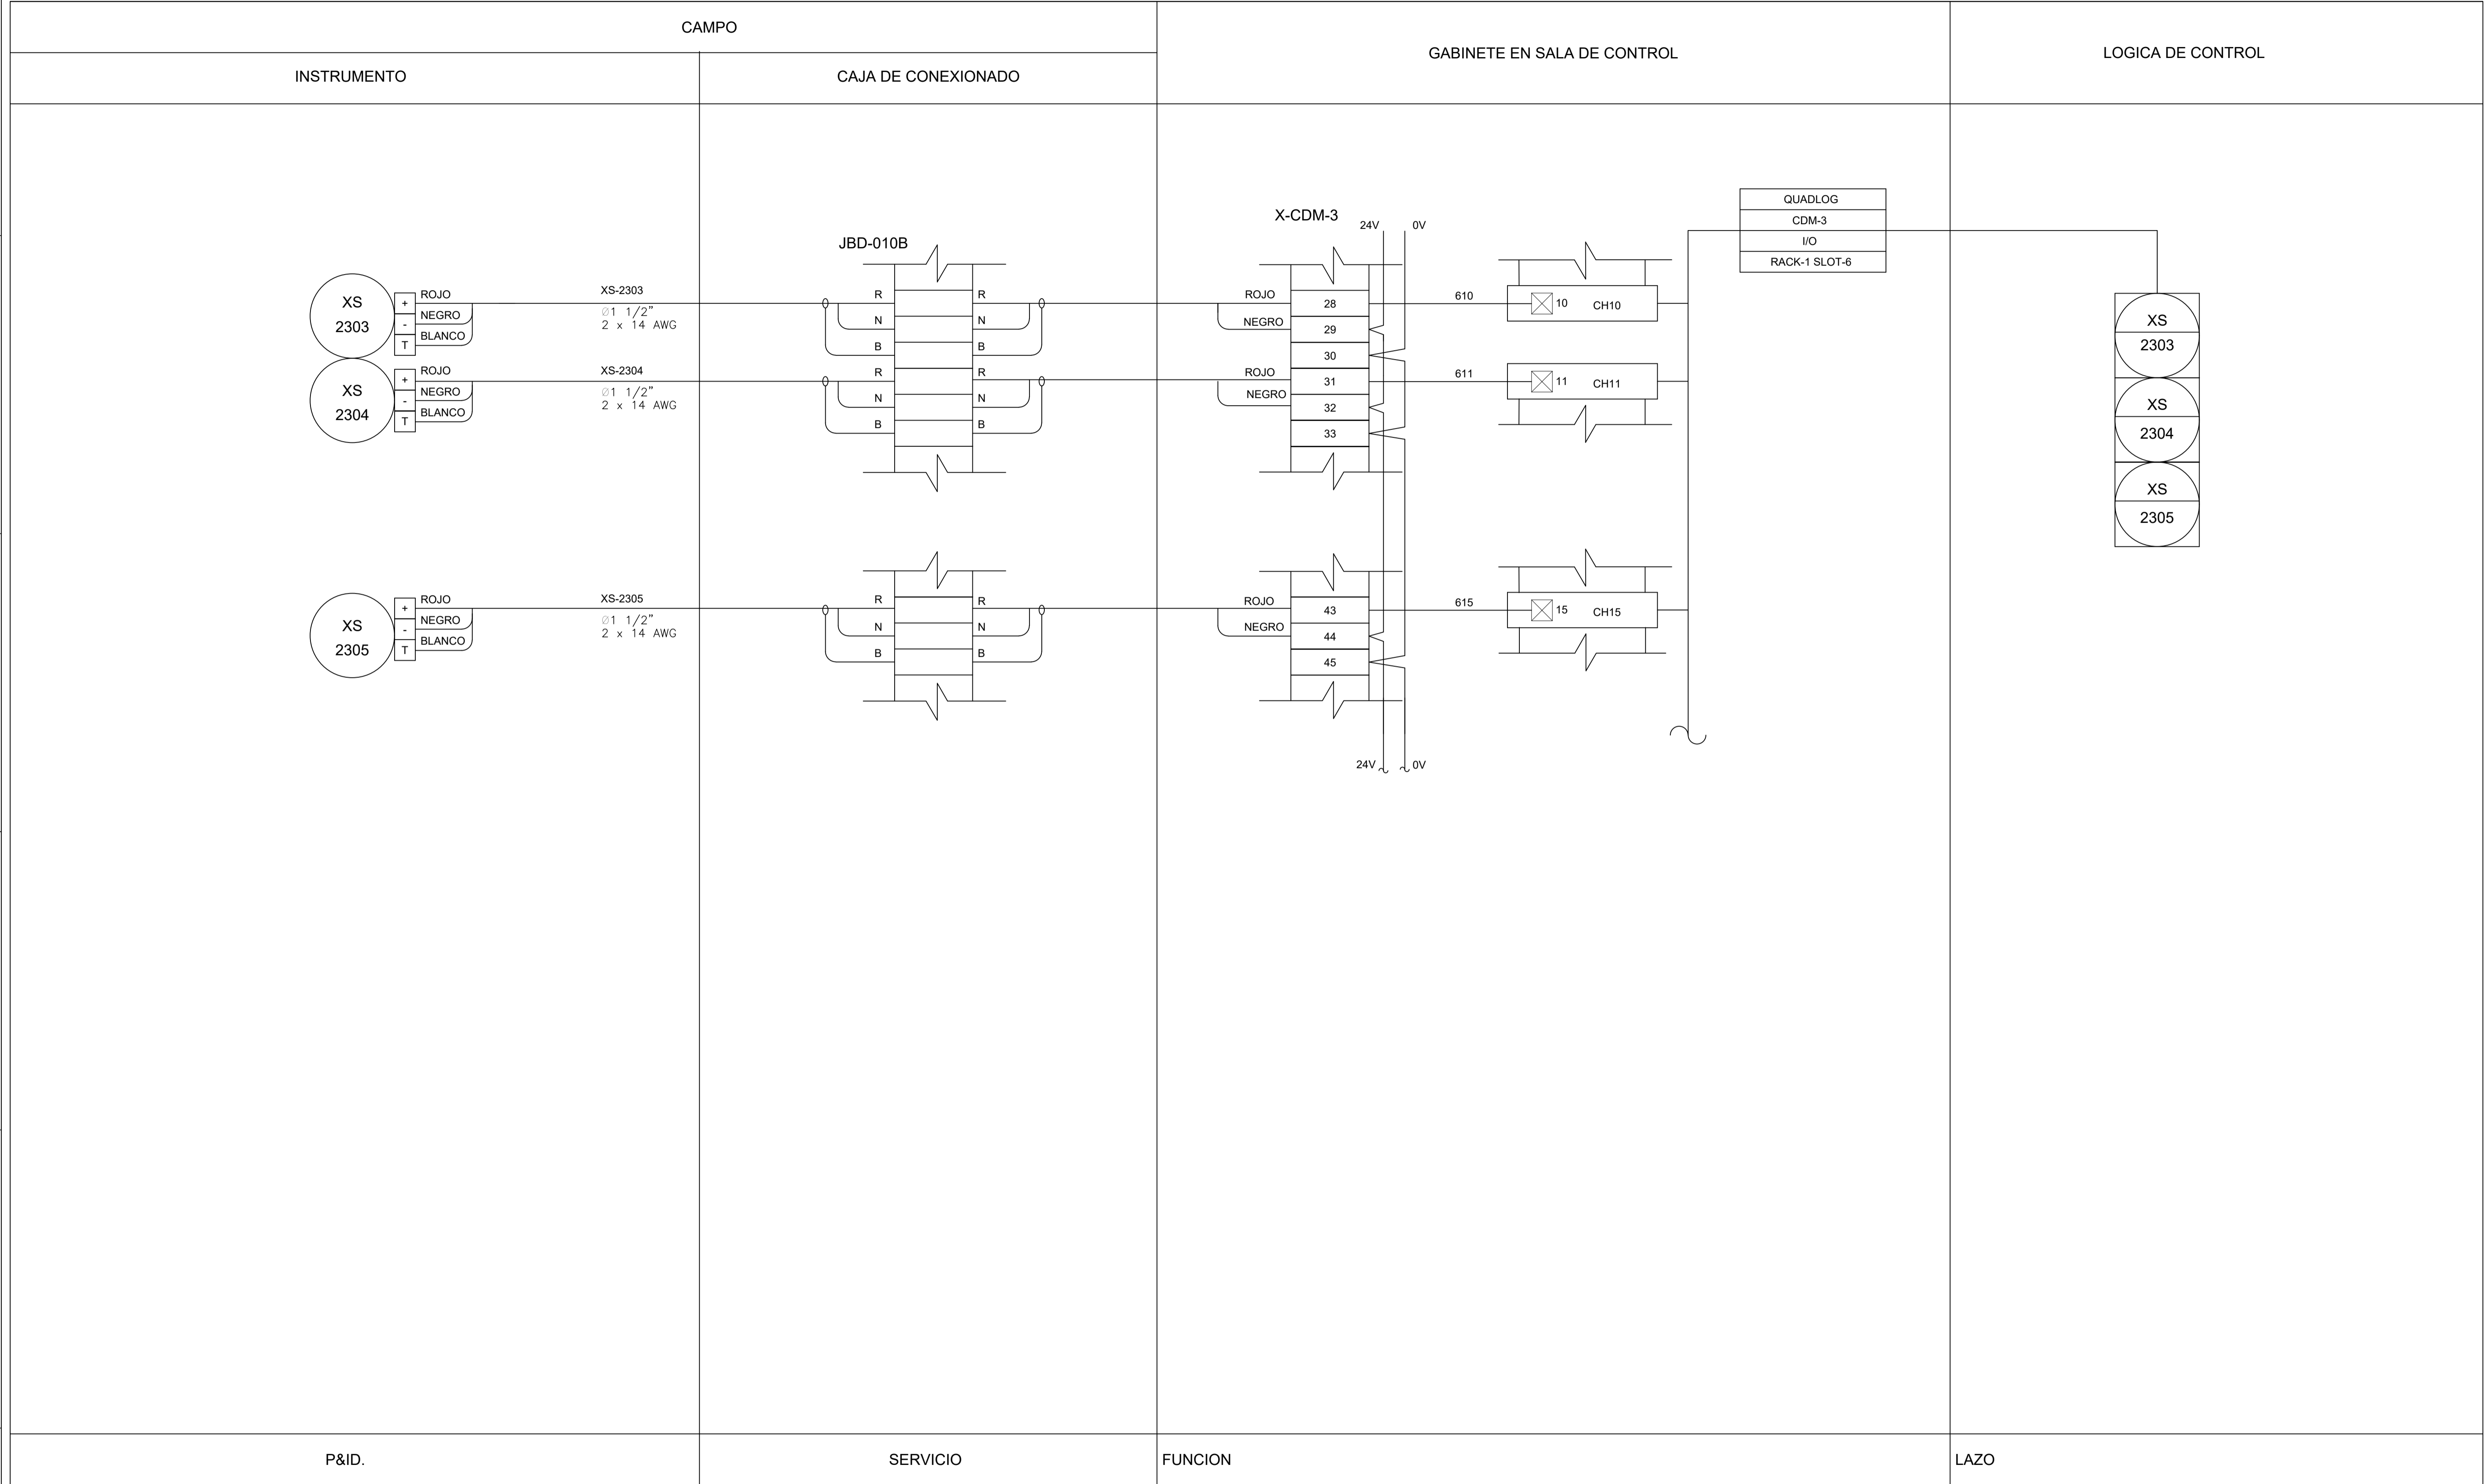 CAMPO
GABINETE EN SALA DE CONTROL
LOGICA DE CONTROL
INSTRUMENTO
CAJA DE CONEXIONADO
XS
2303
+
-
T
ROJO
NEGRO
BLANCO
XS-2303
Ø1 1/2”
2 x 14 AWG
XS
2304
+
-
T
ROJO
NEGRO
BLANCO
XS-2304
Ø1 1/2”
2 x 14 AWG
XS
2305
+
-
T
ROJO
NEGRO
BLANCO
XS-2305
Ø1 1/2”
2 x 14 AWG
JBD-010B
R R
N N
B B
R R
N N
B B
R R
N N
B B
X-CDM-3
24V 0V
ROJO
NEGRO
28
29
30
ROJO
NEGRO
31
32
33
ROJO
NEGRO
43
44
45
24V 0V
610
10 CH10
611
11 CH11
615
15 CH15
QUADLOG
CDM-3
I/O
RACK-1 SLOT-6
XS
2303
XS
2304
XS
2305
P&ID.
SERVICIO
FUNCION
LAZO